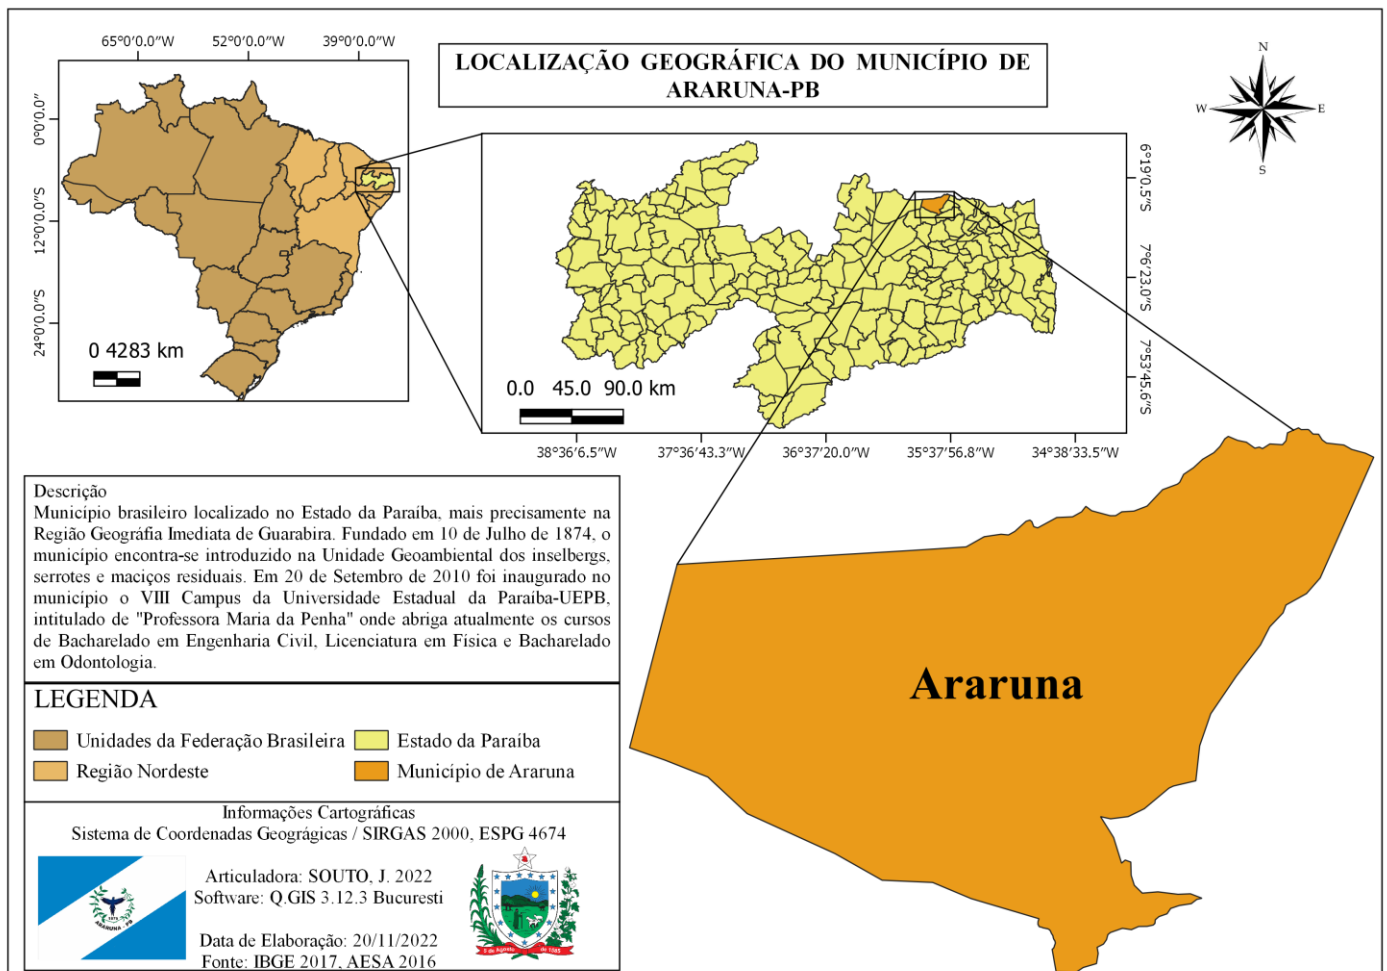 65°0'0.0"W 52°0'0.0"W 39°0'0.0"W
LOCALIZAÇÃO GEOGRÁFICA DO MUNICÍPIO DE
ARARUNA-PB
N
W E
S
0°0'0.0"
12°0'0.0"S
24°0'0.0"S
0 4283 km
6°19'0.5"S
7°6'23.0"S
7°53'45.6"S
0.0 45.0 90.0 km
38°36'6.5"W 37°36'43.3"W 36°37'20.0"W 35°37'56.8"W 34°38'33.5"W
Descrição
Município brasileiro localizado no Estado da Paraíba, mais precisamente na
Região Geográfia Imediata de Guarabira. Fundado em 10 de Julho de 1874, o
município encontra-se introduzido na Unidade Geoambiental dos inselbergs,
serrotes e maciços residuais. Em 20 de Setembro de 2010 foi inaugurado no
município o VIII Campus da Universidade Estadual da Paraíba-UEPB,
intitulado de "Professora Maria da Penha" onde abriga atualmente os cursos
de Bacharelado em Engenharia Civil, Licenciatura em Física e Bacharelado
em Odontologia.
Araruna
LEGENDA
Unidades da Federação Brasileira
Estado da Paraíba
Região Nordeste
Município de Araruna
Informações Cartográficas
Sistema de Coordenadas Geográgicas / SIRGAS 2000, ESPG 4674
Articuladora: SOUTO, J. 2022
Software: Q.GIS 3.12.3 Bucuresti
Data de Elaboração: 20/11/2022
Fonte: IBGE 2017, AESA 2016
1876
ARARUNA - PB
5 de Agosto de 1585